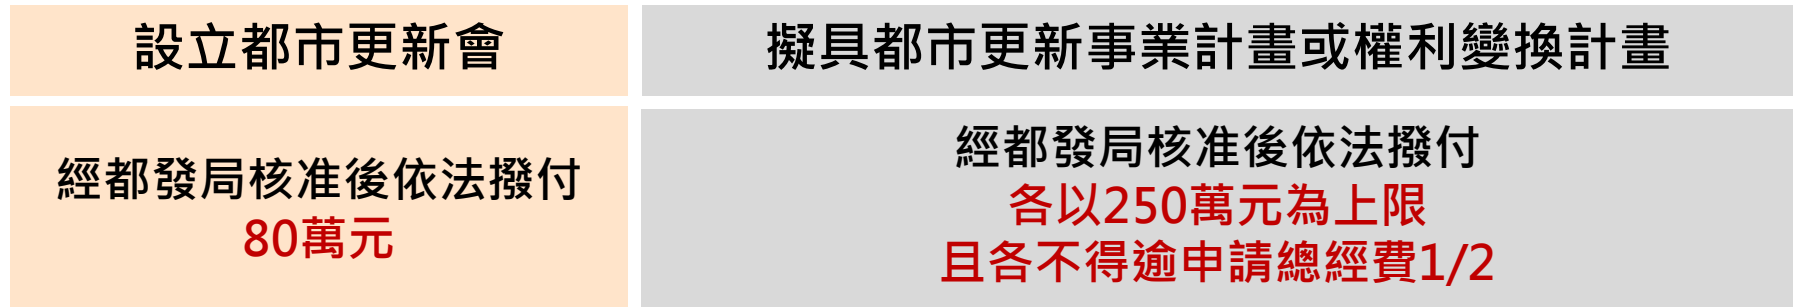 設立都市更新會
擬具都市更新事業計畫或權利變換計畫
經都發局核准後依法撥付
80萬元
經都發局核准後依法撥付
各以250萬元為上限
且各不得逾申請總經費1/2